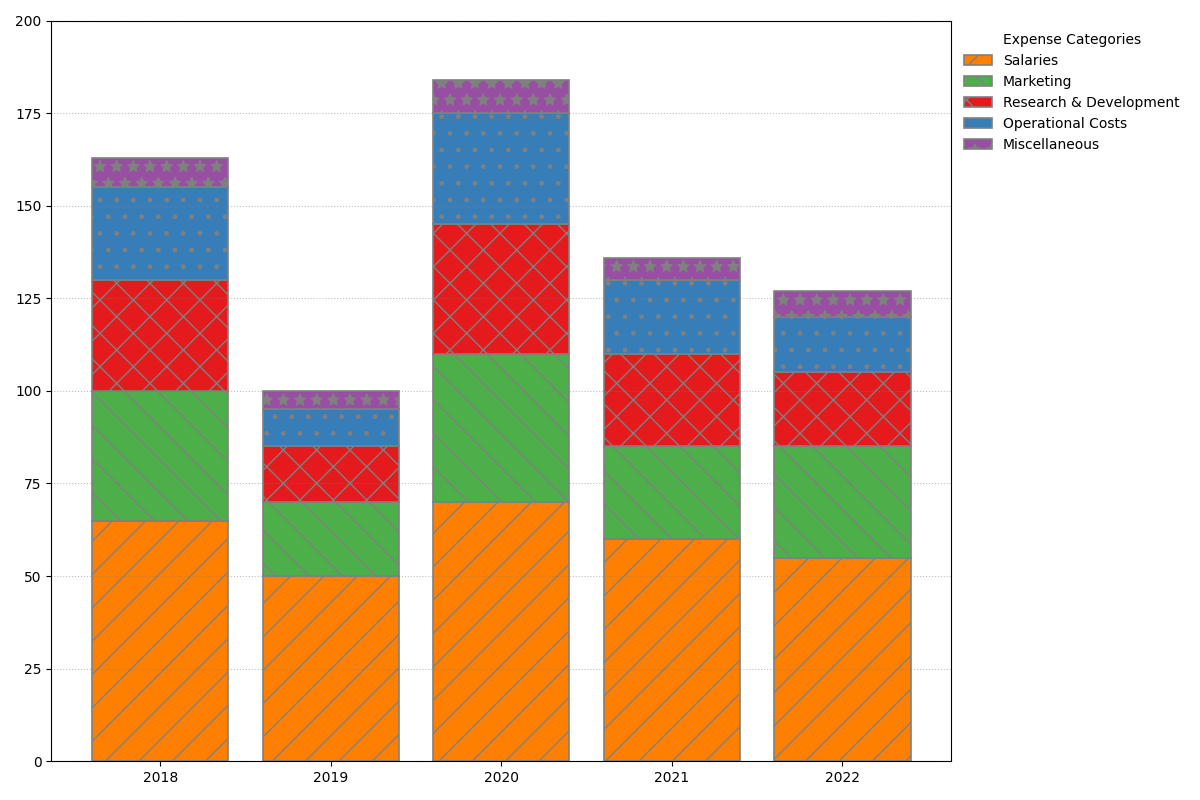 200
175
150
125
100
75
50
25
0
2018 2019 2020 2021 2022
Expense Categories
Salaries
Marketing
Research & Development
Operational Costs
Miscellaneous